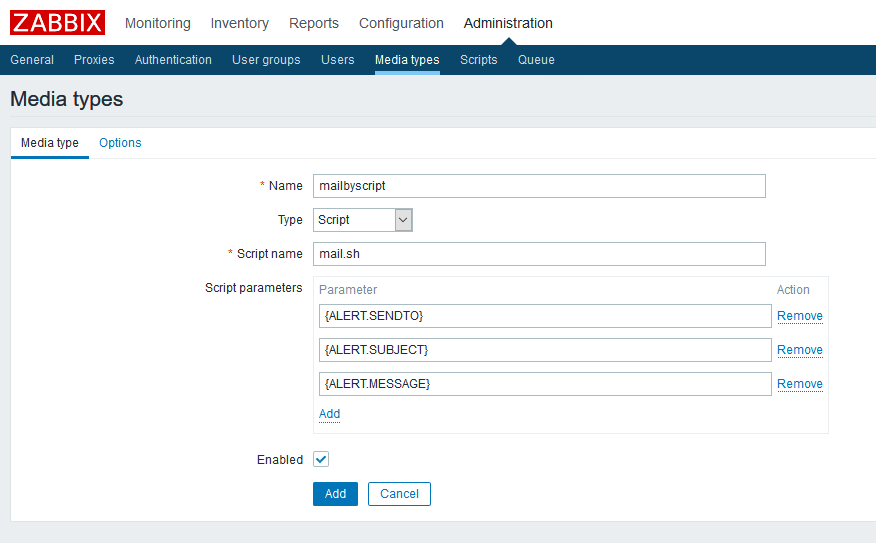 ZABBIX Monitoring Inventory Reports Configuration Administration
General Proxies Authentication User groups Users Media types Scripts Queue
Media types
Media type Options
* Name mailbyscript
Type Script
* Script name mail.sh
Script parameters Parameter Action
{ALERT.SENDTO} Remove
{ALERT.SUBJECT} Remove
{ALERT.MESSAGE} Remove
Add
Enabled
Add Cancel